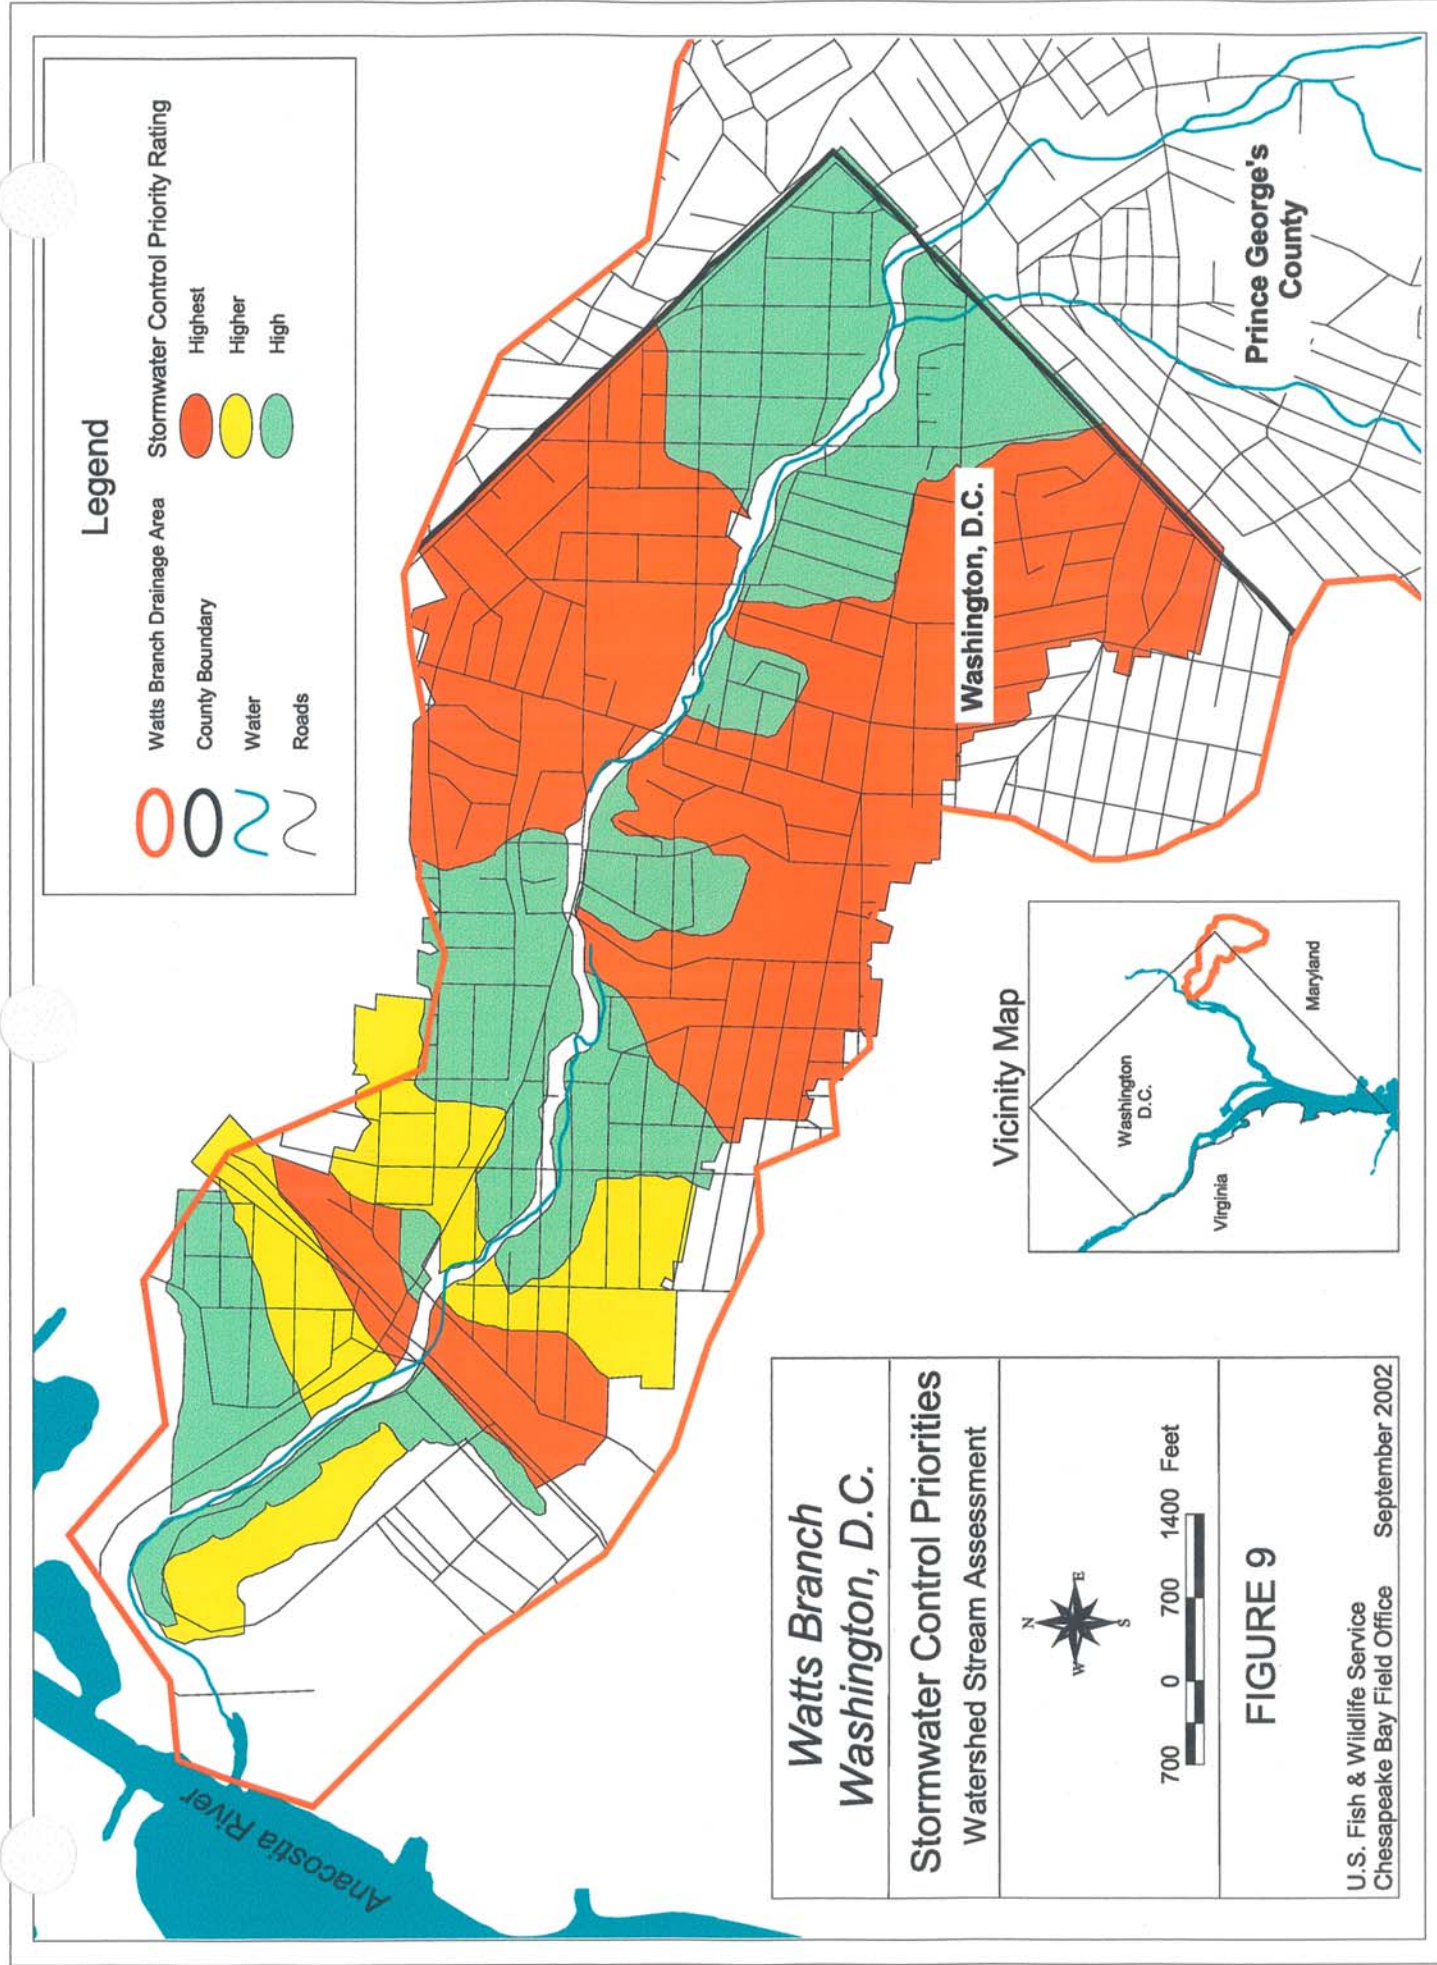 Legend
Watts Branch Drainage Area
County Boundary
Water
Roads
Stormwater Control Priority Rating
Highest
Higher
High
Anacostia River
Washington, D.C.
Prince George's
County
Watts Branch
Washington, D.C.
Stormwater Control Priorities
Watershed Stream Assessment
N
W
E
S
700 0 700 1400 Feet
FIGURE 9
U.S. Fish & Wildlife Service
Chesapeake Bay Field Office September 2002
Vicinity Map
Washington
D.C.
Virginia
Maryland